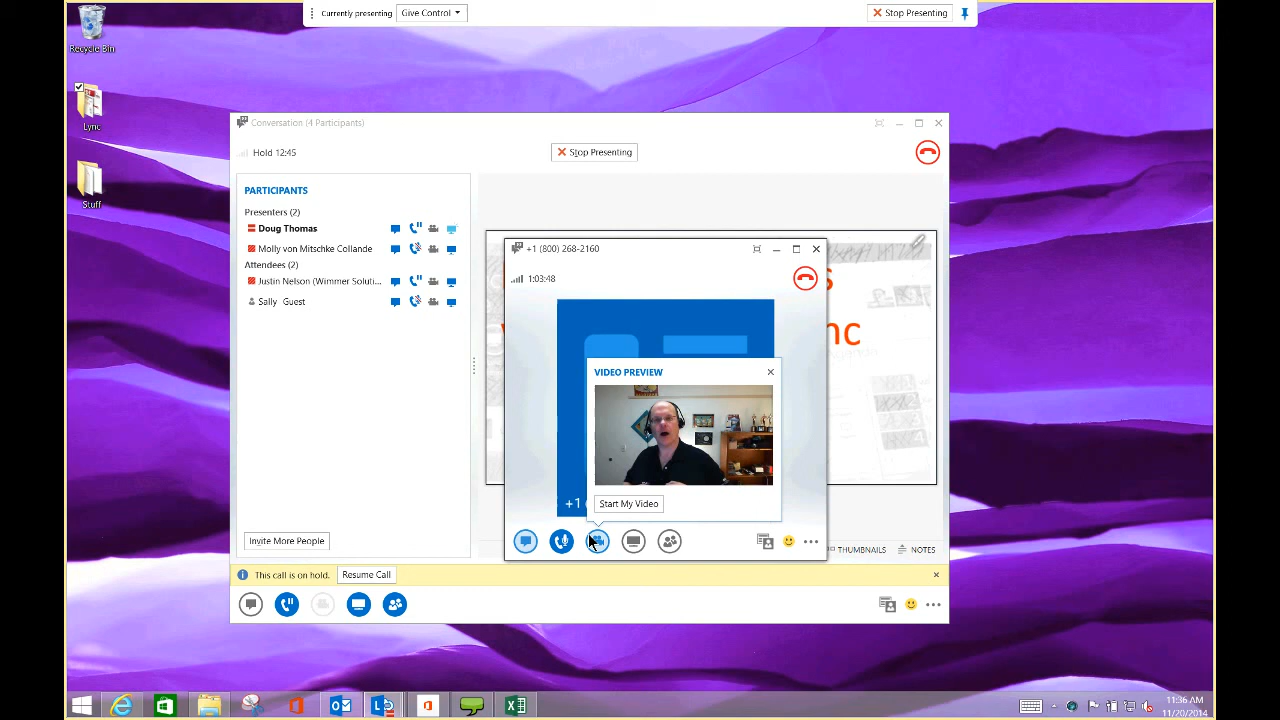 Currently presenting
Give Control
Stop Presenting
Recycle Bin
Lync
Stuff
Conversation (4 Participants)
Hold 12:45
Stop Presenting
PARTICIPANTS
Presenters (2)
Doug Thomas
Molly von Mitschke Collande
Attendees (2)
Justin Nelson (Wimmer Soluti...
Sally Guest
Invite More People
s
nc
+1 (800) 268-2160
1:03:48
VIDEO PREVIEW
+1
Start My Video
THUMBNAILS
NOTES
This call is on hold.
Resume Call
11:36 AM
11/20/2014